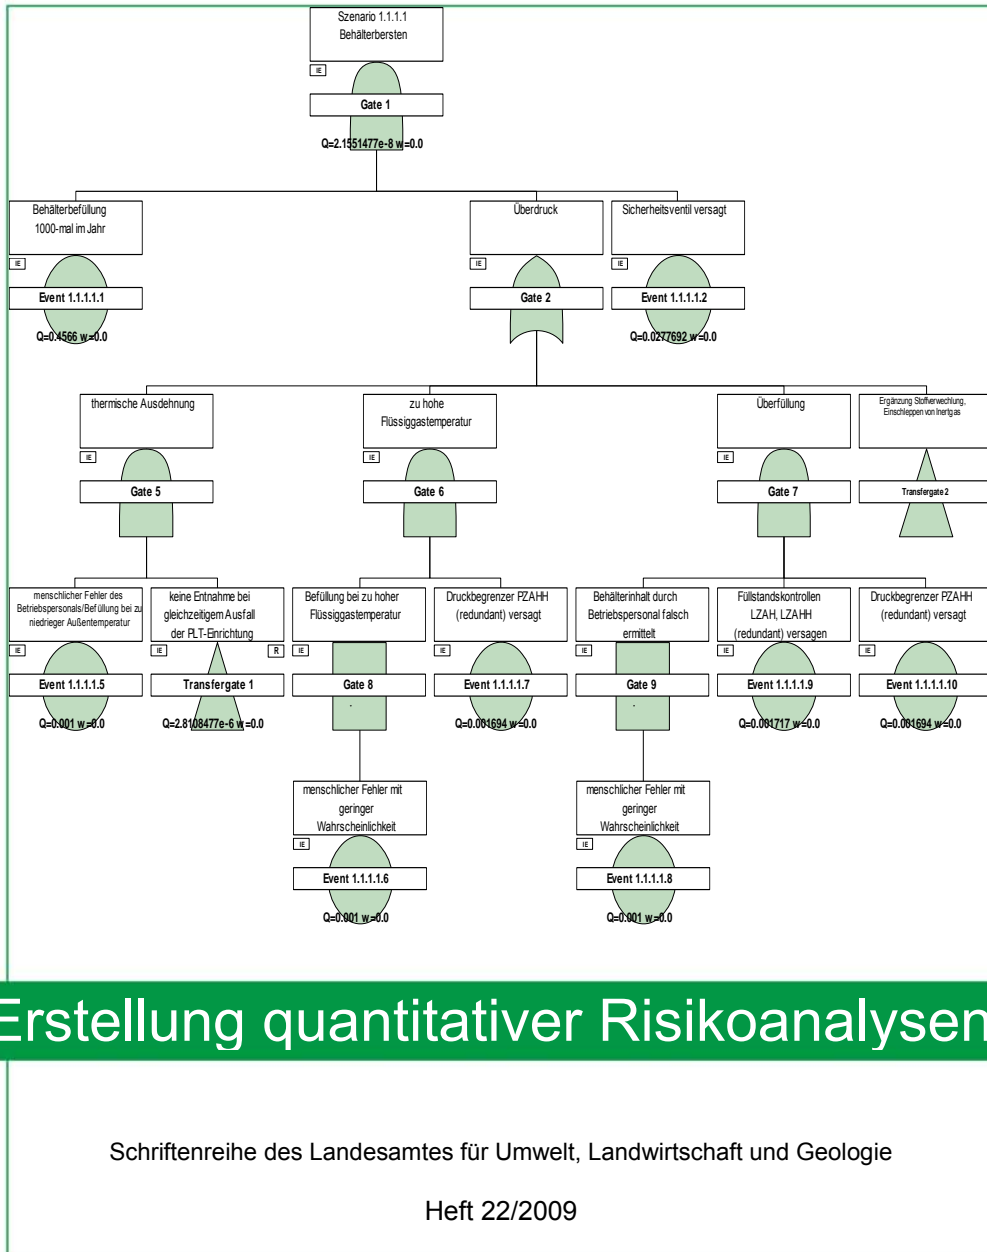 Szenario 1.1.1.1
Behälterbersten
IE
Gate 1
Q=2.1551477e-8 w=0.0
Behälterbefüllung
1000-mal im Jahr
IE
Event 1.1.1.1.1
Q=0.4566 w=0.0
Überdruck
IE
Gate 2
Sicherheitsventil versagt
IE
Event 1.1.1.1.2
Q=0.0277692 w=0.0
thermische Ausdehnung
IE
Gate 5
zu hohe
Flüssiggastemperatur
IE
Gate 6
Überfüllung
IE
Gate 7
Ergänzung Stoffverwechlung,
Einschleppen von Inertgas
Transfergate 2
menschlicher Fehler des
Betriebspersonals/Befüllung bei zu
niedriger Außentemperatur
IE
Event 1.1.1.1.5
Q=0.001 w=0.0
keine Entnahme bei
gleichzeitigem Ausfall
der PLT-Einrichtung
IE
R
Transfergate 1
Q=2.8108477e-6 w=0.0
Befüllung bei zu hoher
Flüssiggastemperatur
IE
Gate 8
Druckbegrenzer PZAHH
(redundant) versagt
IE
Event 1.1.1.1.7
Q=0.001694 w=0.0
Behälterinhalt durch
Betriebspersonal falsch
ermittelt
IE
Gate 9
Füllstandskontrollen
LZAH, LZAHH
(redundant) versagen
IE
Event 1.1.1.1.9
Q=0.001717 w=0.0
Druckbegrenzer PZAHH
(redundant) versagt
IE
Event 1.1.1.1.10
Q=0.001694 w=0.0
menschlicher Fehler mit
geringer
Wahrscheinlichkeit
IE
Event 1.1.1.1.6
Q=0.001 w=0.0
menschlicher Fehler mit
geringer
Wahrscheinlichkeit
IE
Event 1.1.1.1.8
Q=0.001 w=0.0
Erstellung quantitativer Risikoanalysen
Schriftenreihe des Landesamtes für Umwelt, Landwirtschaft und Geologie
Heft 22/2009